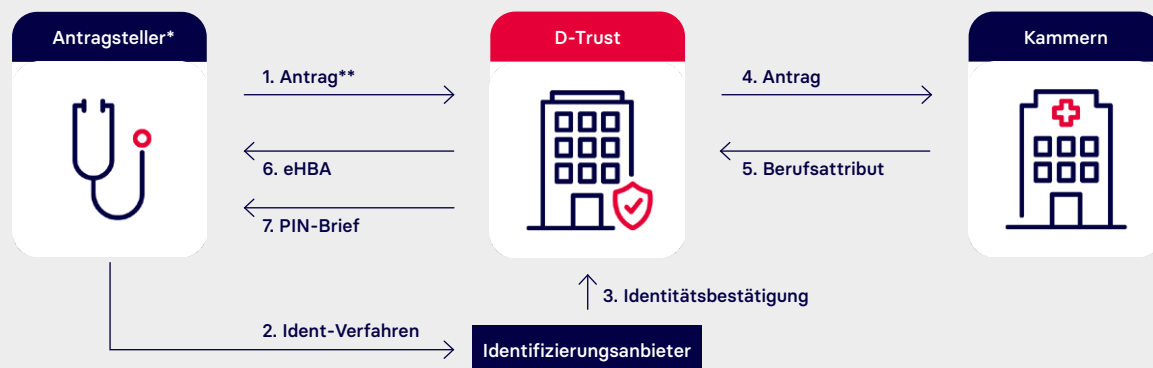 Antragsteller*
D-Trust
Kammern
1. Antrag**
4. Antrag
6. eHBA
5. Berufsattribut
7. PIN-Brief
3. Identitätsbestätigung
2. Ident-Verfahren
Identifizierungsanbieter